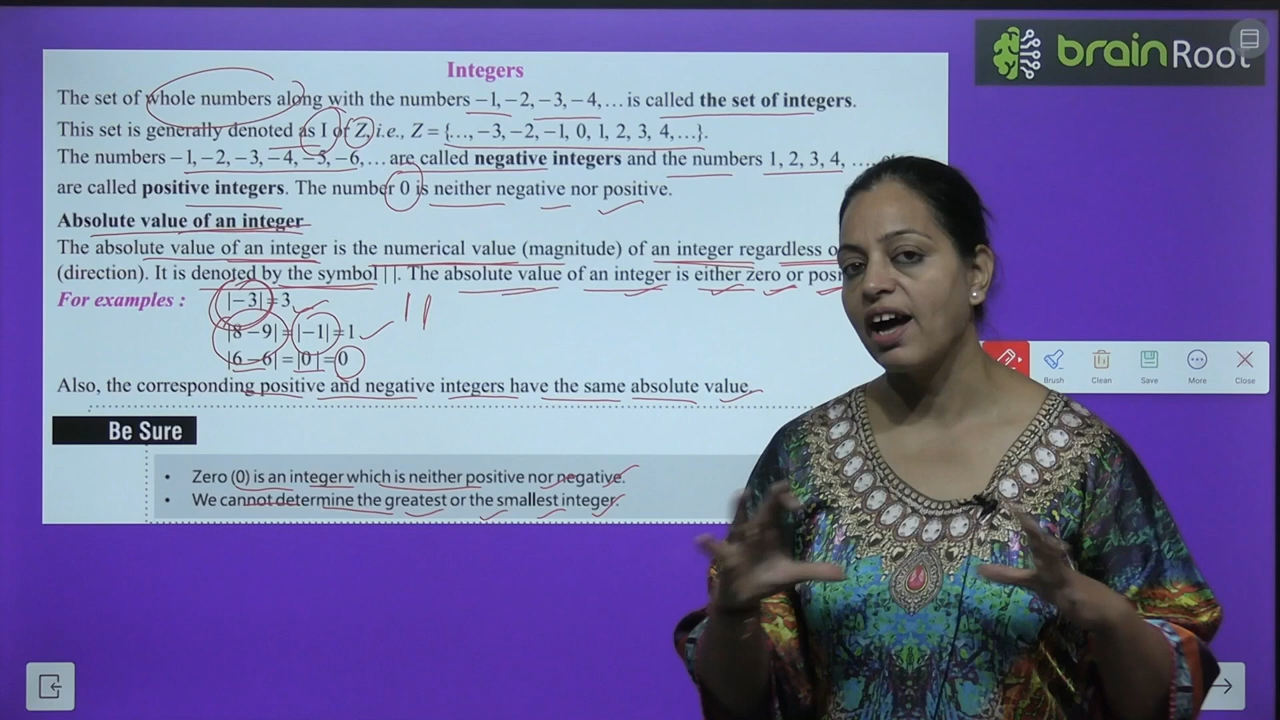 brainRoot
Integers
The set of whole numbers along with the numbers −1, −2, −3, −4, … is called the set of integers.
This set is generally denoted as I or Z, i.e., Z = {…, −3, −2, −1, 0, 1, 2, 3, 4,…}.
The numbers −1, −2, −3, −4, −5, −6,… are called negative integers and the numbers 1, 2, 3, 4, …,
are called positive integers. The number 0 is neither negative nor positive.
Absolute value of an integer
The absolute value of an integer is the numerical value (magnitude) of an integer regardless
(direction). It is denoted by the symbol ||. The absolute value of an integer is either zero or
For examples : |−3| = 3
||
|8 − 9| = |−1| = 1
|6 − 6| = |0| = 0
Brush Clean Save More Close
Also, the corresponding positive and negative integers have the same absolute value.
Be Sure
• Zero (0) is an integer which is neither positive nor negative.
• We cannot determine the greatest or the smallest integer.